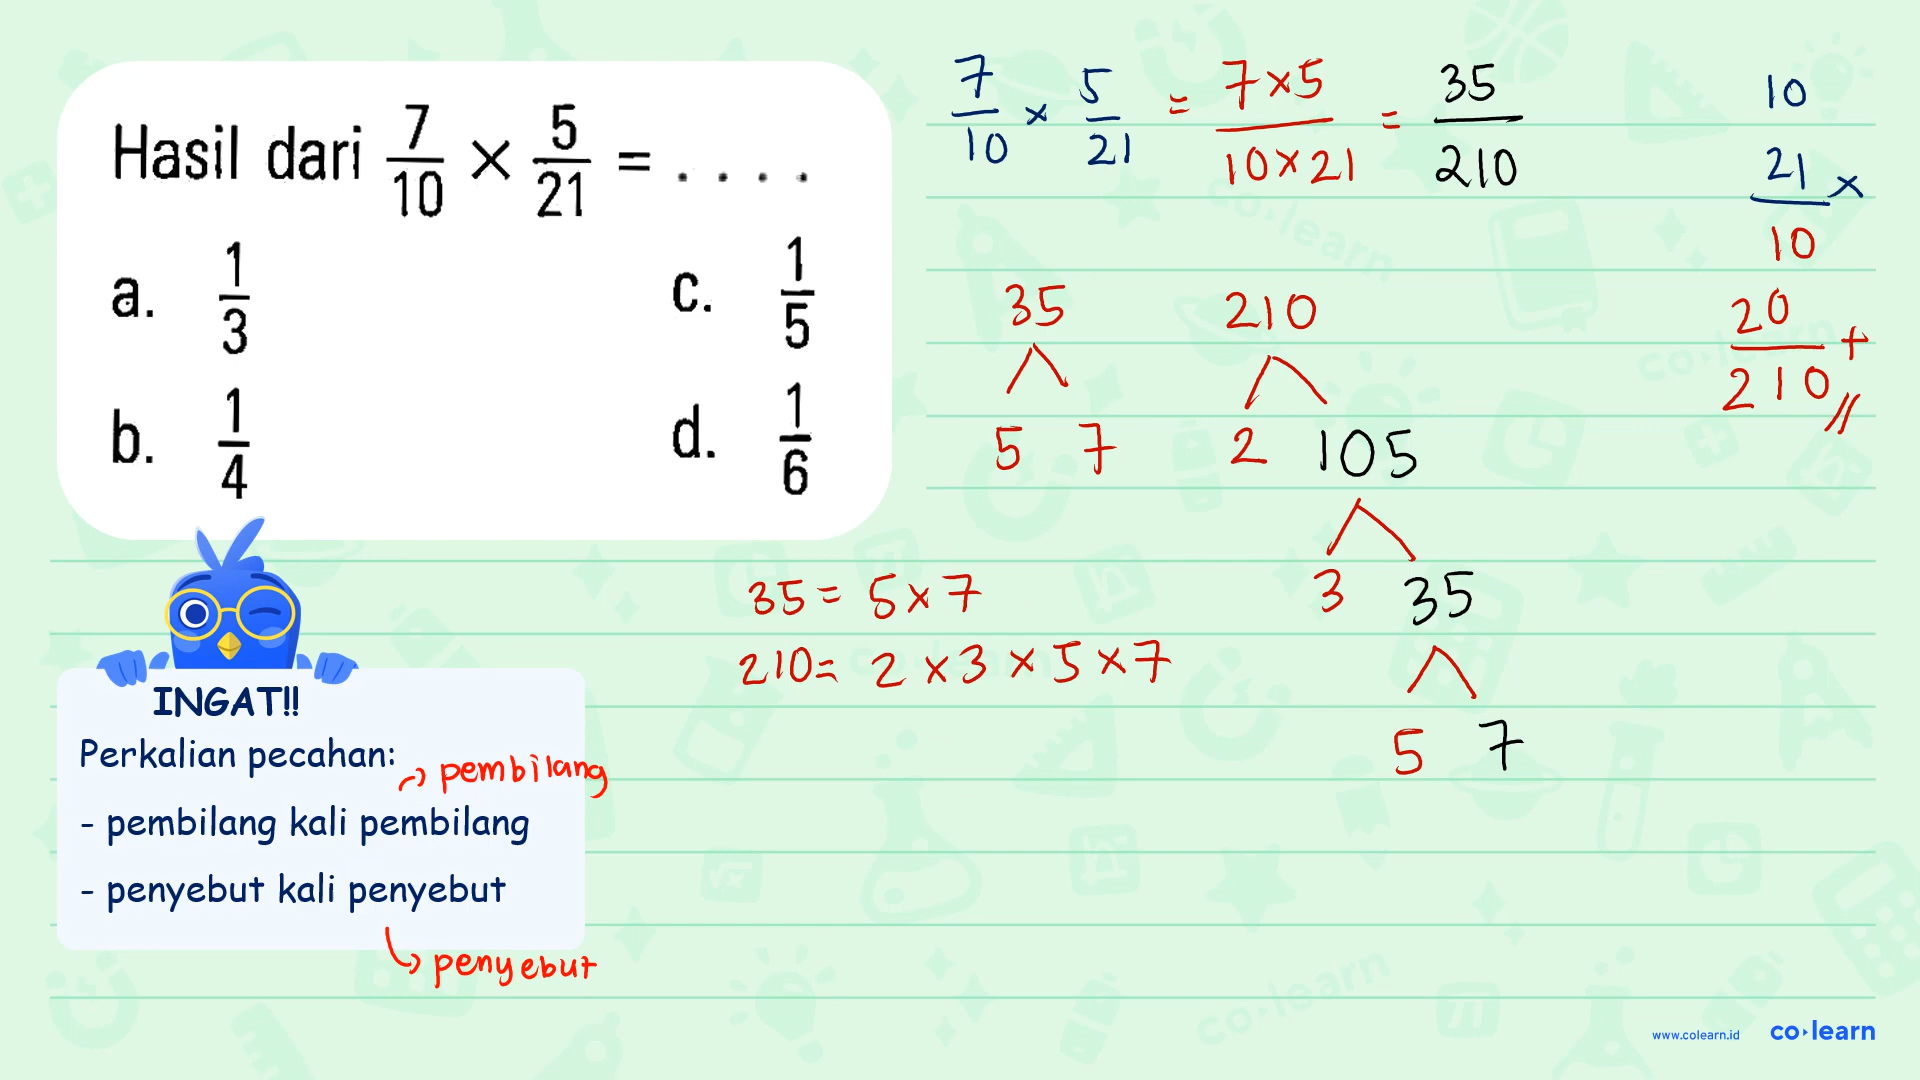 Hasil dari 7/10 × 5/21 = . . . .
a. 1/3
b. 1/4
c. 1/5
d. 1/6
7/10 × 5/21 = 7×5/10×21 = 35/210
10
21 ×
10
20 +
210 //
35
5 7
210
2 105
3 35
5 7
35 = 5 × 7
210 = 2 × 3 × 5 × 7
INGAT!!
Perkalian pecahan:
pembilang
- pembilang kali pembilang
- penyebut kali penyebut
penyebut
www.colearn.id
co·learn